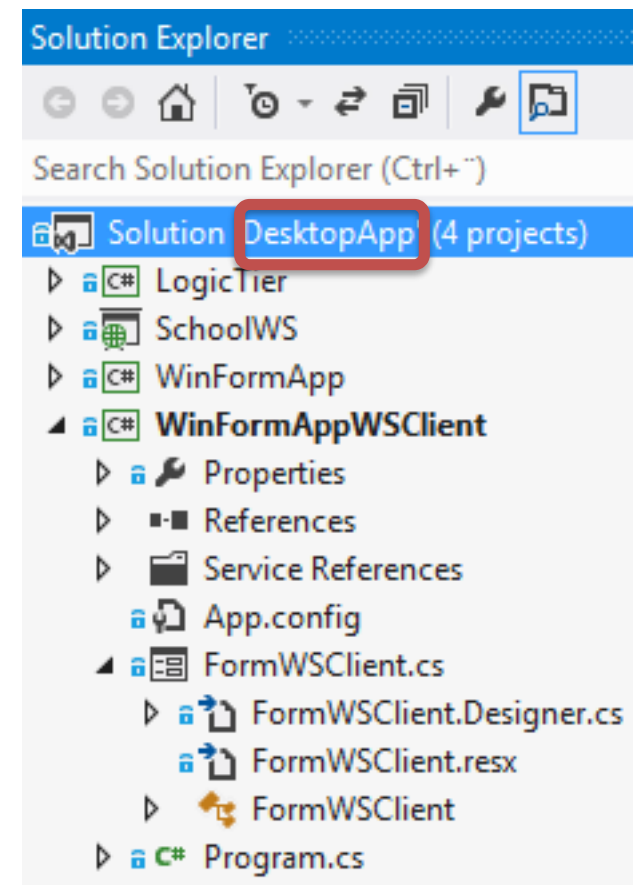 Solution Explorer
Search Solution Explorer (Ctrl+¨)
Solution 'DesktopApp' (4 projects)
C# LogicTier
SchoolWS
C# WinFormApp
C# WinFormAppWSClient
Properties
References
Service References
App.config
FormWSClient.cs
FormWSClient.Designer.cs
FormWSClient.resx
FormWSClient
C# Program.cs